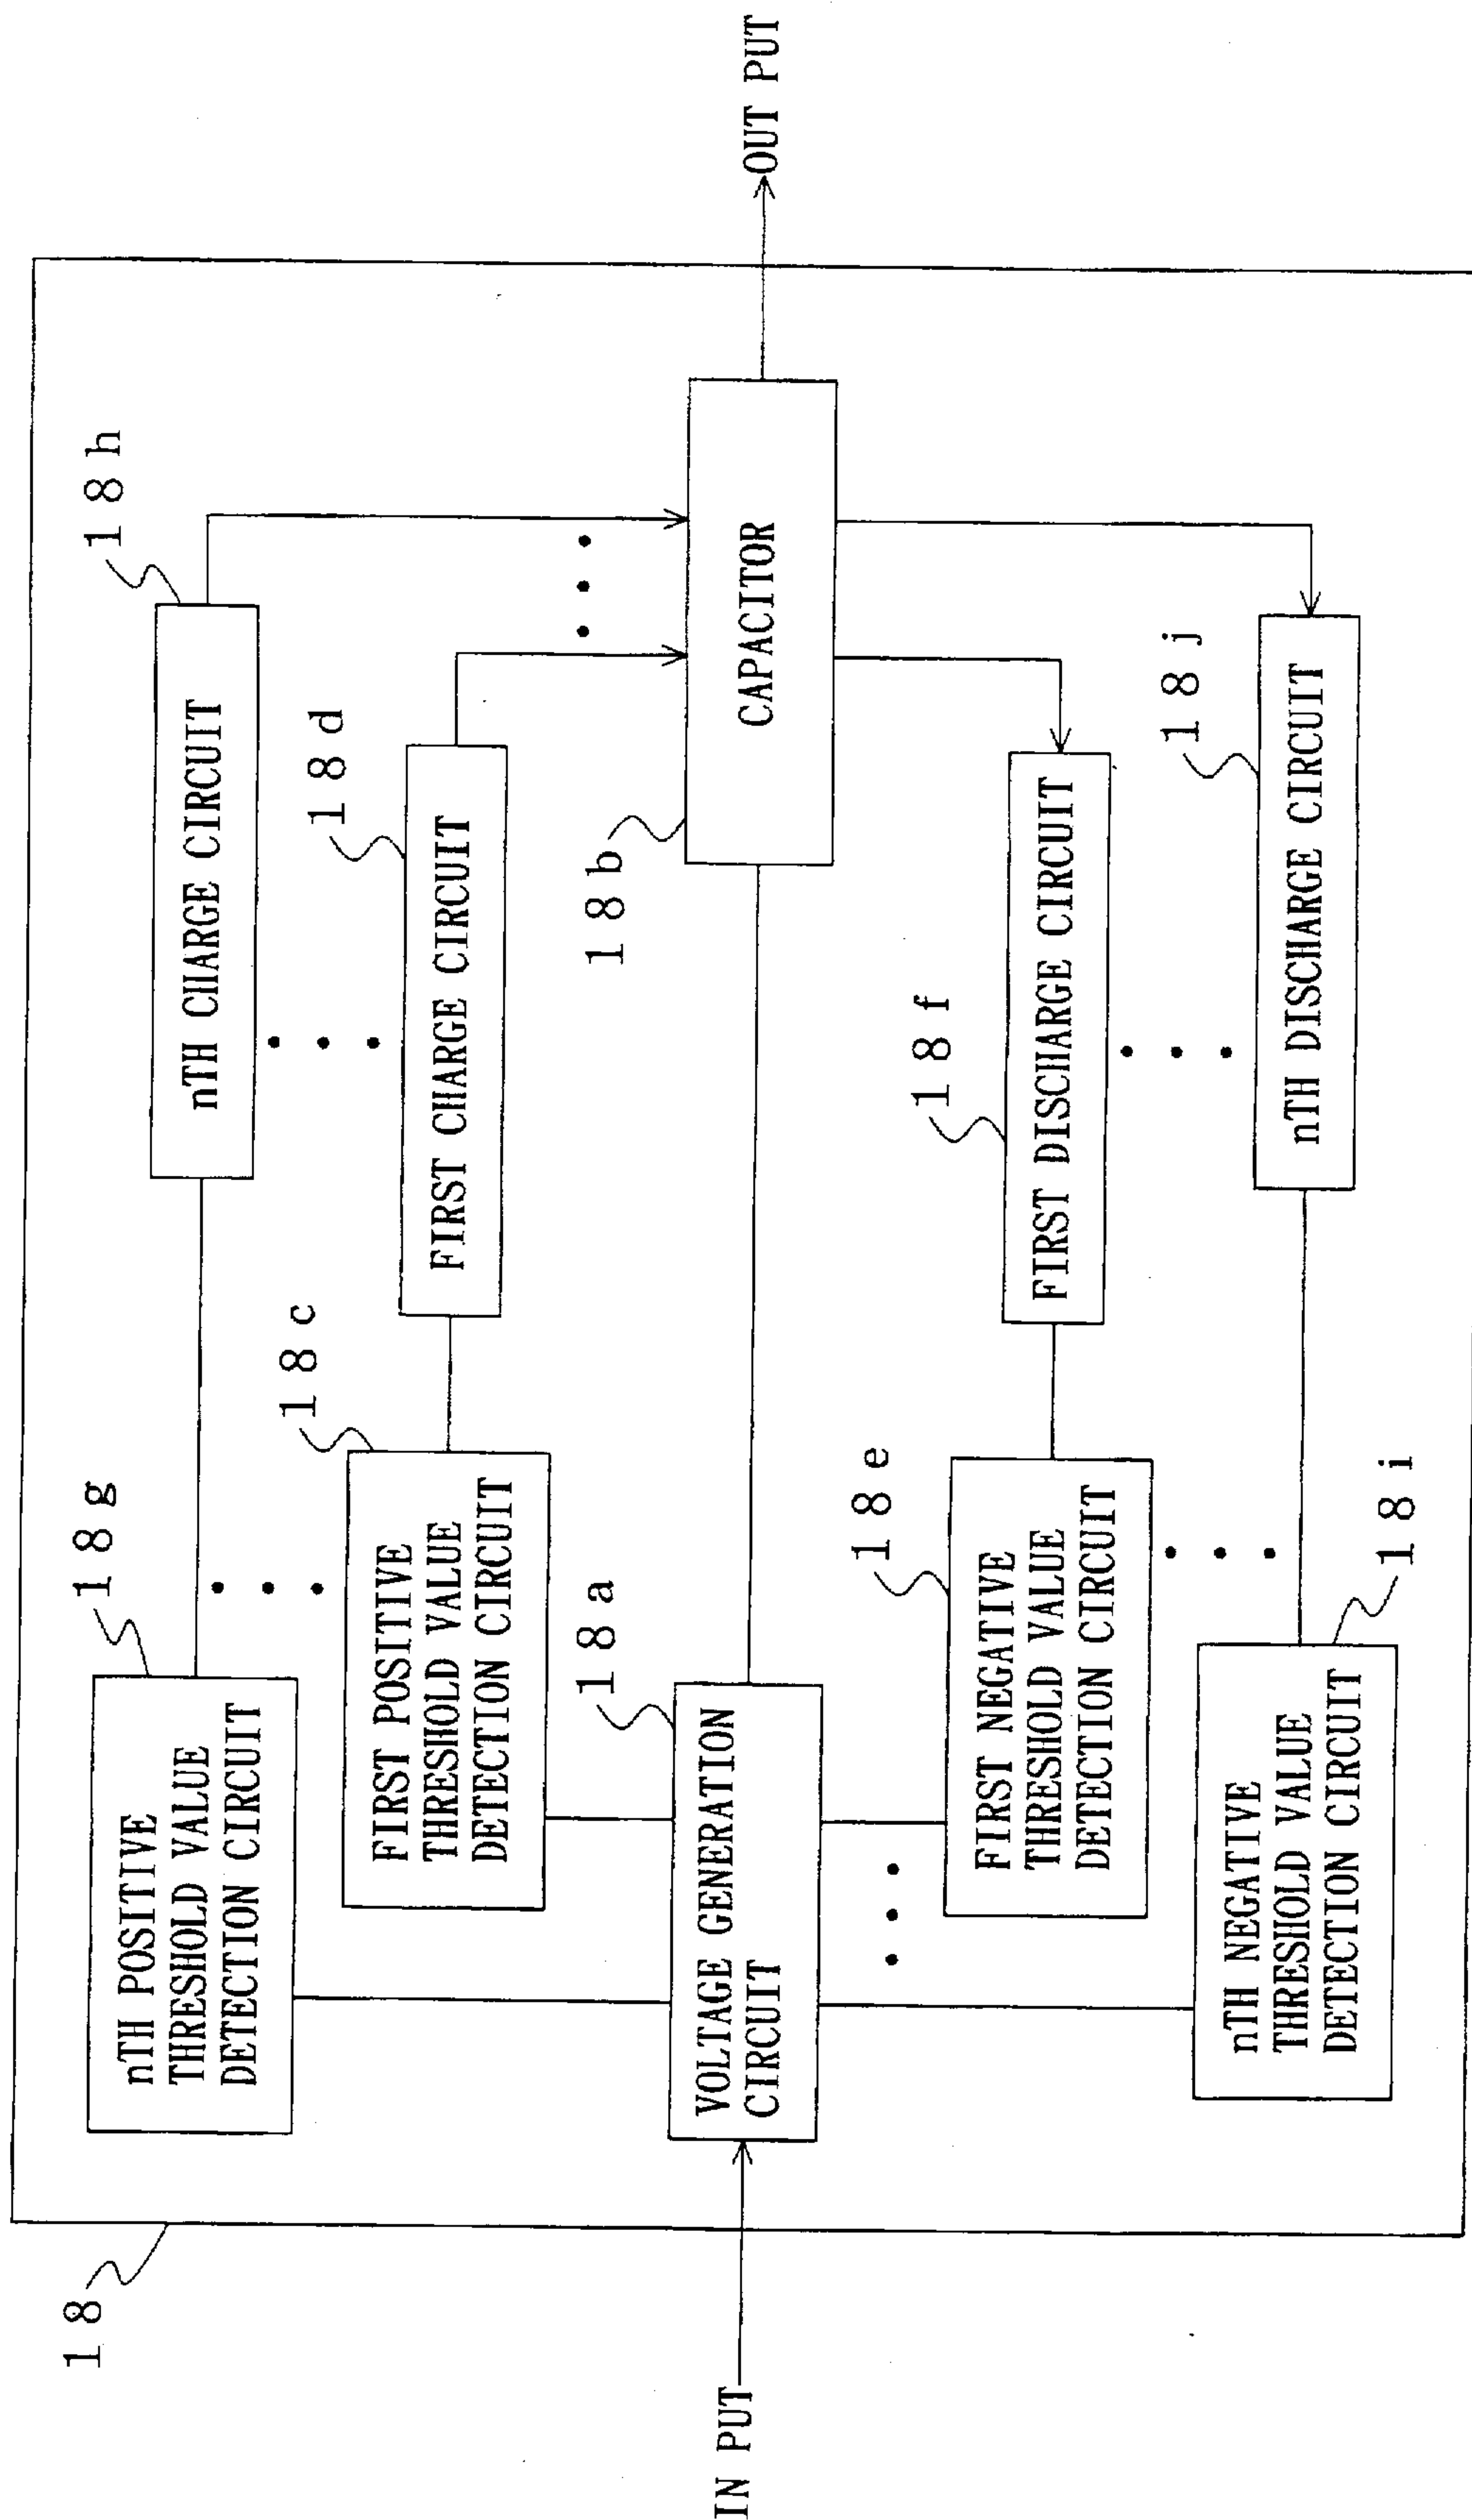 18
IN PUT
18g
nTH POSITIVE
THRESHOLD VALUE
DETECTION CIRCUIT
18h
nTH CHARGE CIRCUIT
18c
FIRST POSITIVE
THRESHOLD VALUE
DETECTION CIRCUIT
18d
FIRST CHARGE CIRCUIT
18a
VOLTAGE GENERATION
CIRCUIT
18b
CAPACITOR
OUT PUT
18e
FIRST NEGATIVE
THRESHOLD VALUE
DETECTION CIRCUIT
18f
FIRST DISCHARGE CIRCUIT
18i
nTH NEGATIVE
THRESHOLD VALUE
DETECTION CIRCUIT
18j
nTH DISCHARGE CIRCUIT